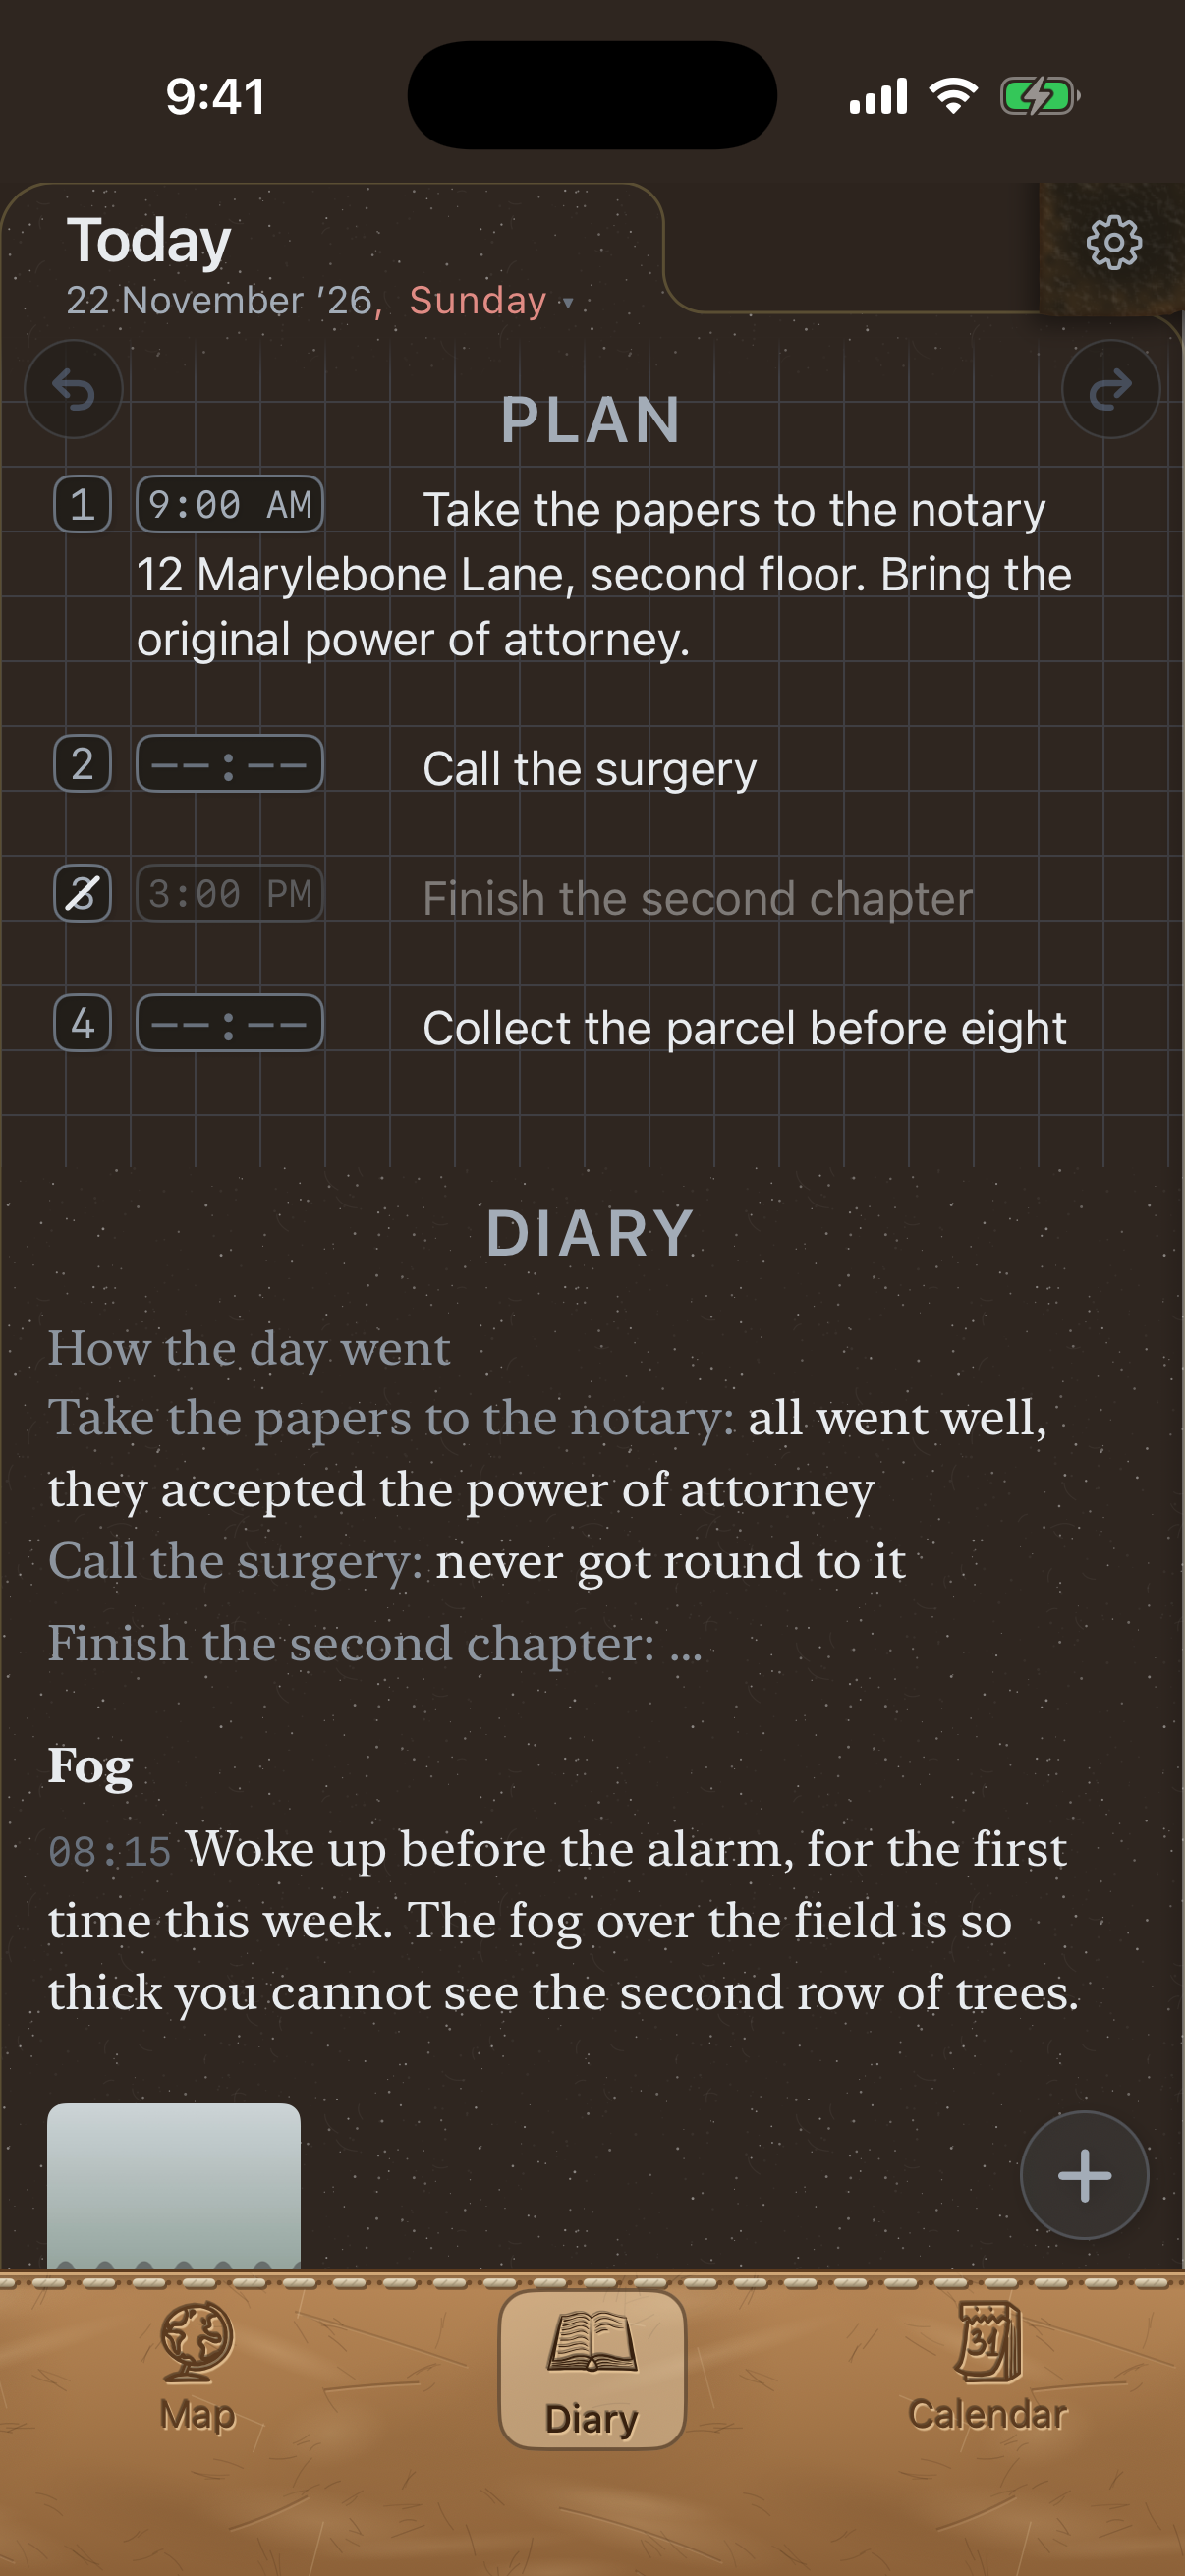 9:41
Today
22 November ’26, Sunday ▾
PLAN
1 9:00 AM Take the papers to the notary
12 Marylebone Lane, second floor. Bring the
original power of attorney.
2 --:-- Call the surgery
3 3:00 PM Finish the second chapter
4 --:-- Collect the parcel before eight
DIARY
How the day went
Take the papers to the notary: all went well,
they accepted the power of attorney
Call the surgery: never got round to it
Finish the second chapter: ...
Fog
08:15 Woke up before the alarm, for the first
time this week. The fog over the field is so
thick you cannot see the second row of trees.
31
Map
Diary
Calendar